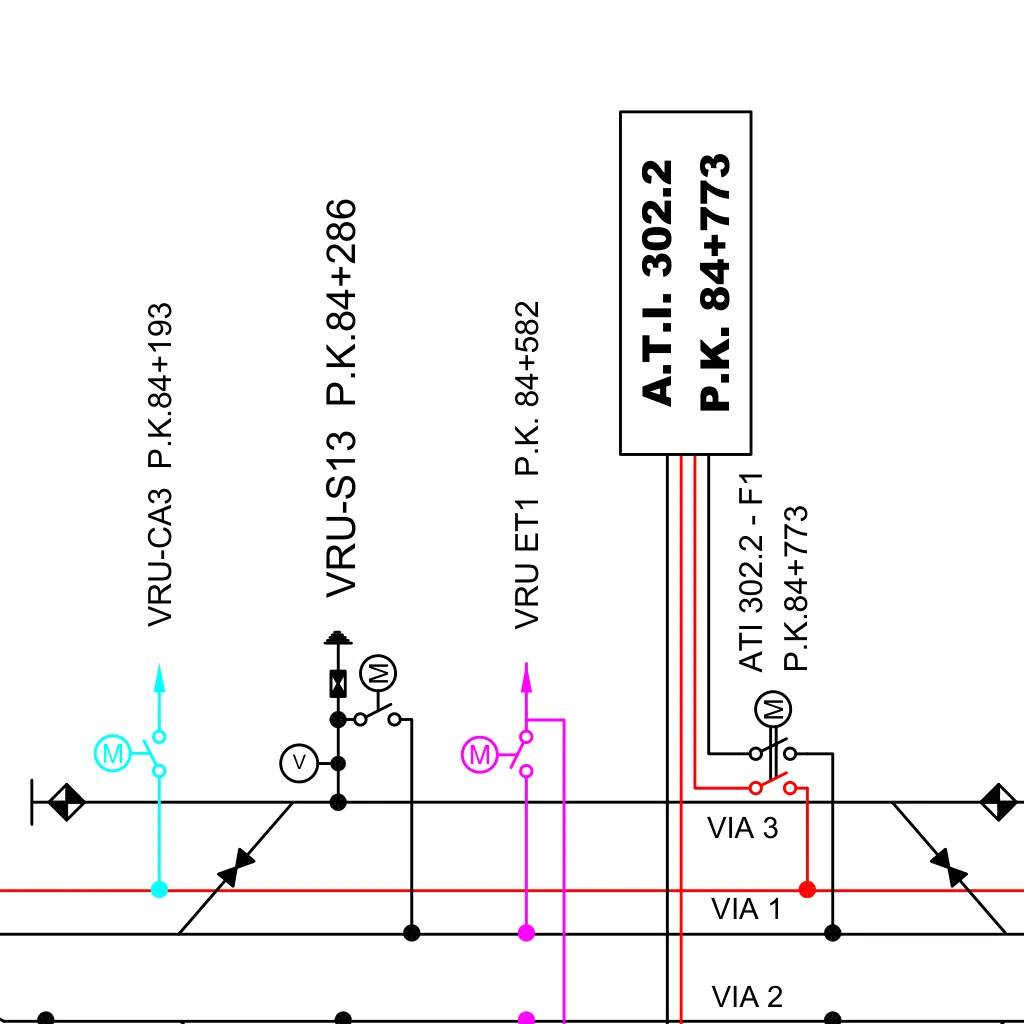 VRU-CA3 P.K.84+193
VRU-S13 P.K.84+286
VRU ET1 P.K. 84+582
A.T.I. 302.2
P.K. 84+773
ATI 302.2 - F1
P.K.84+773
M
M
V
M
M
VIA 3
VIA 1
VIA 2